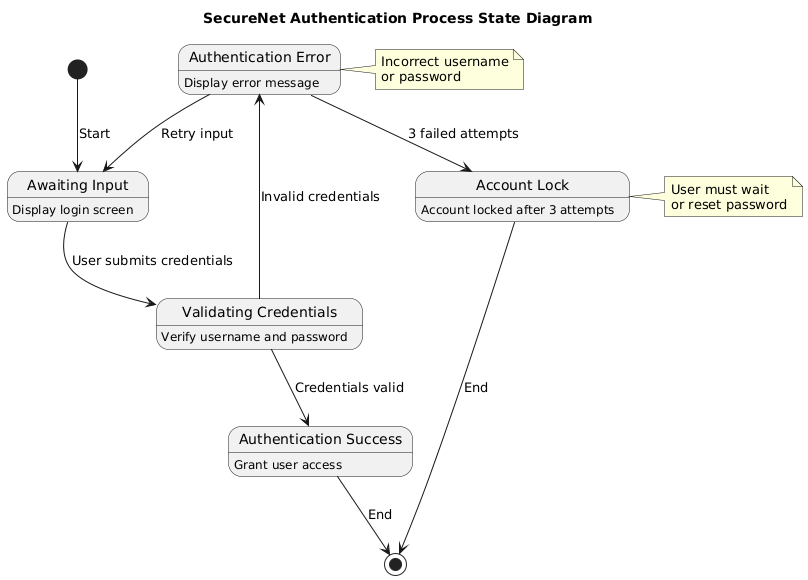 SecureNet Authentication Process State Diagram
Authentication Error
Display error message
Incorrect username
or password
Start
Retry input
3 failed attempts
Awaiting Input
Display login screen
Invalid credentials
Account Lock
Account locked after 3 attempts
User must wait
or reset password
User submits credentials
Validating Credentials
Verify username and password
Credentials valid
End
Authentication Success
Grant user access
End